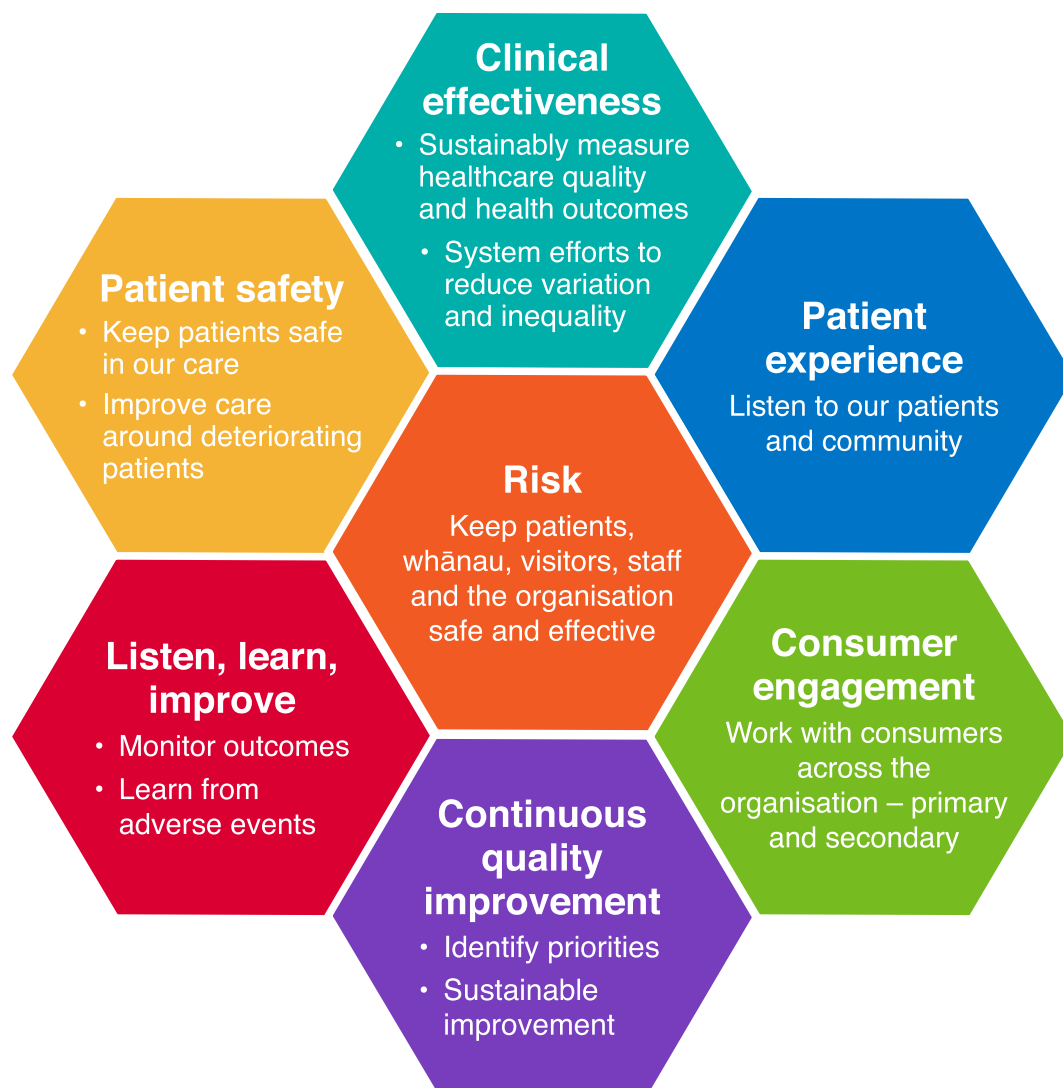 Clinical
effectiveness
• Sustainably measure
healthcare quality
and health outcomes
• System efforts to
reduce variation
and inequality
Patient safety
• Keep patients safe
in our care
• Improve care
around deteriorating
patients
Patient
experience
Listen to our patients
and community
Risk
Keep patients,
whānau, visitors, staff
and the organisation
safe and effective
Listen, learn,
improve
• Monitor outcomes
• Learn from
adverse events
Consumer
engagement
Work with consumers
across the
organisation – primary
and secondary
Continuous
quality
improvement
• Identify priorities
• Sustainable
improvement